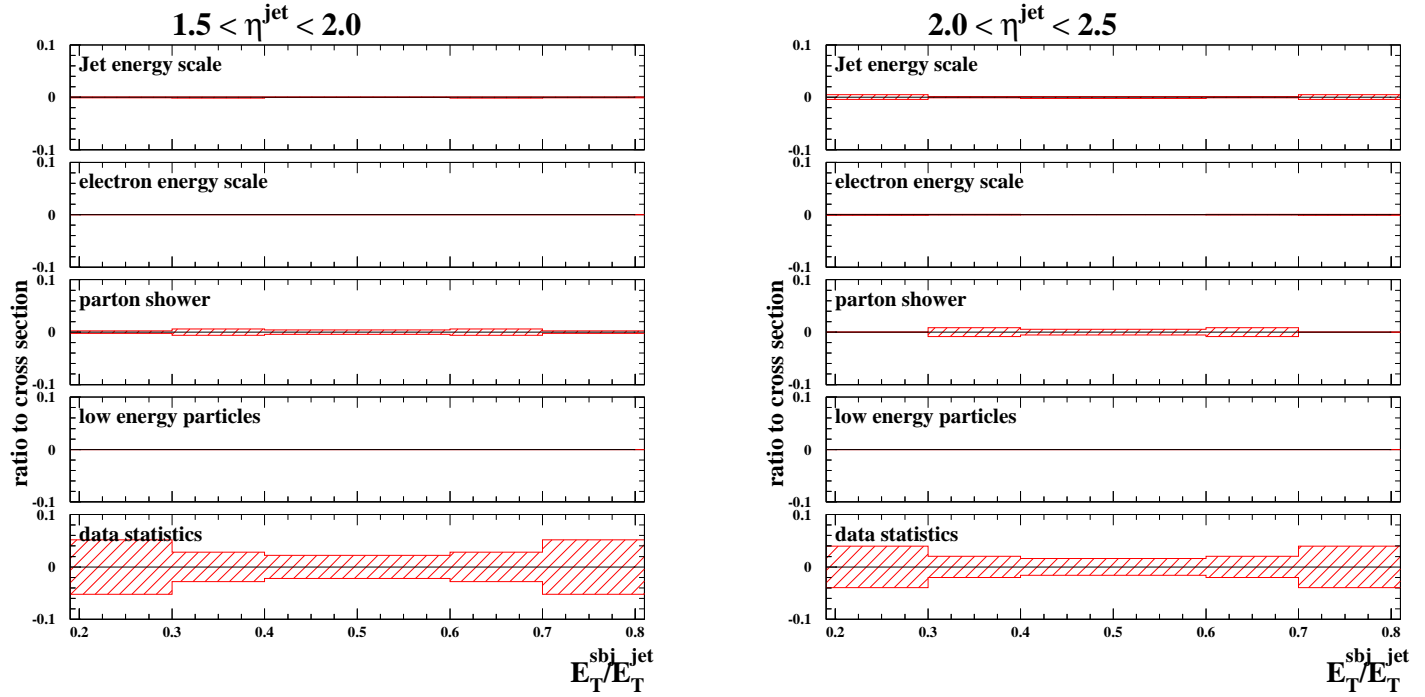 1.5 < η^jet < 2.0
0.1
Jet energy scale
0
-0.1
0.1
electron energy scale
0
-0.1
0.1
parton shower
0
-0.1
0.1
low energy particles
0
-0.1
0.1
data statistics
0
-0.1
0.2 0.3 0.4 0.5 0.6 0.7 0.8
E_T^sbj/E_T^jet
ratio to cross section
2.0 < η^jet < 2.5
0.1
Jet energy scale
0
-0.1
0.1
electron energy scale
0
-0.1
0.1
parton shower
0
-0.1
0.1
low energy particles
0
-0.1
0.1
data statistics
0
-0.1
0.2 0.3 0.4 0.5 0.6 0.7 0.8
E_T^sbj/E_T^jet
ratio to cross section